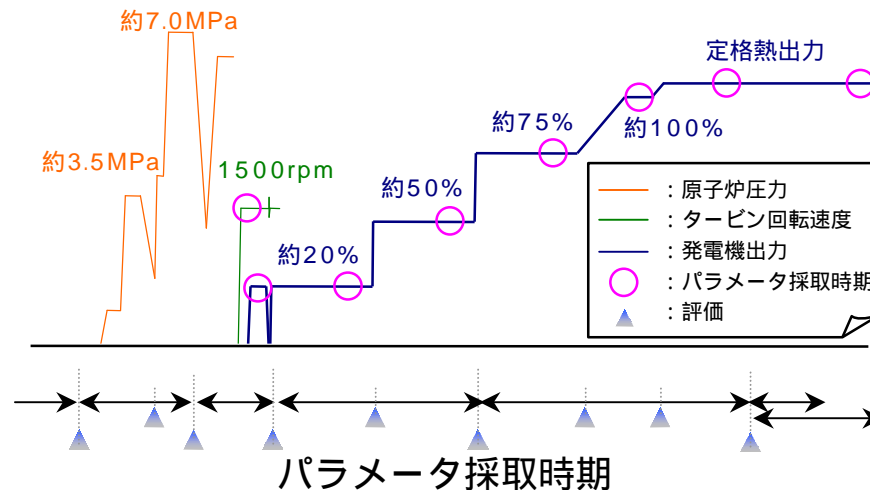 約7.0MPa
定格熱出力
約75%
約100%
約3.5MPa
1500rpm
約50%
約20%
：原子炉圧力
：タービン回転速度
：発電機出力
：パラメータ採取時期
：評価
パラメータ採取時期